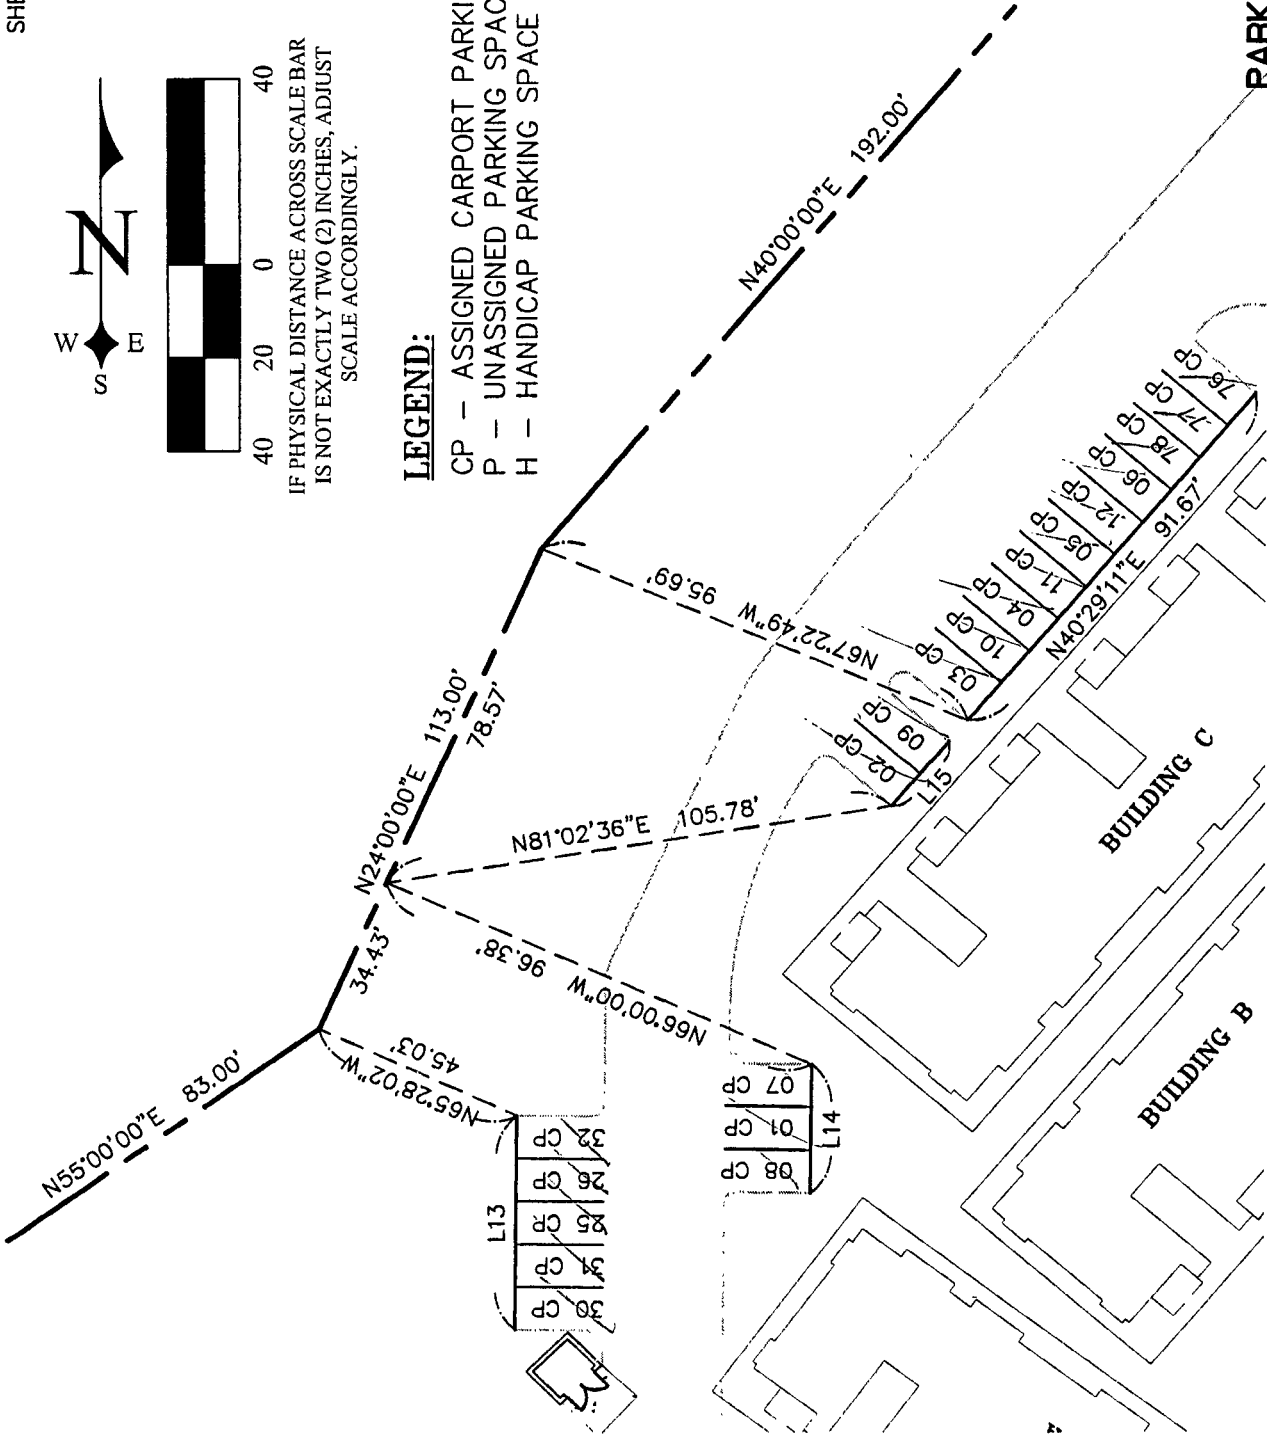 SHE
N
W E
S
40 20 0 40
IF PHYSICAL DISTANCE ACROSS SCALE BAR
IS NOT EXACTLY TWO (2) INCHES, ADJUST
SCALE ACCORDINGLY.
LEGEND:
CP – ASSIGNED CARPORT PARKI
P – UNASSIGNED PARKING SPAC
H – HANDICAP PARKING SPACE
PARK
N55°00'00"E 83.00'
34.43'
N24°00'00"E 113.00'
78.57'
N40°00'00"E 192.00'
N65°28'02"W
45.03'
N66°00'00"W 96.38'
N81°02'36"E 105.78'
N67°22'49"W 95.69'
L13
30 CP
31 CP
25 CP
26 CP
32 CP
08 CP
01 CP
07 CP
L14
02 CP
09 CP
L15
03 CP
10 CP
04 CP
11 CP
05 CP
12 CP
06 CP
78 CP
77 CP
76 CP
N40°29'11"E 91.67'
BUILDING C
BUILDING B